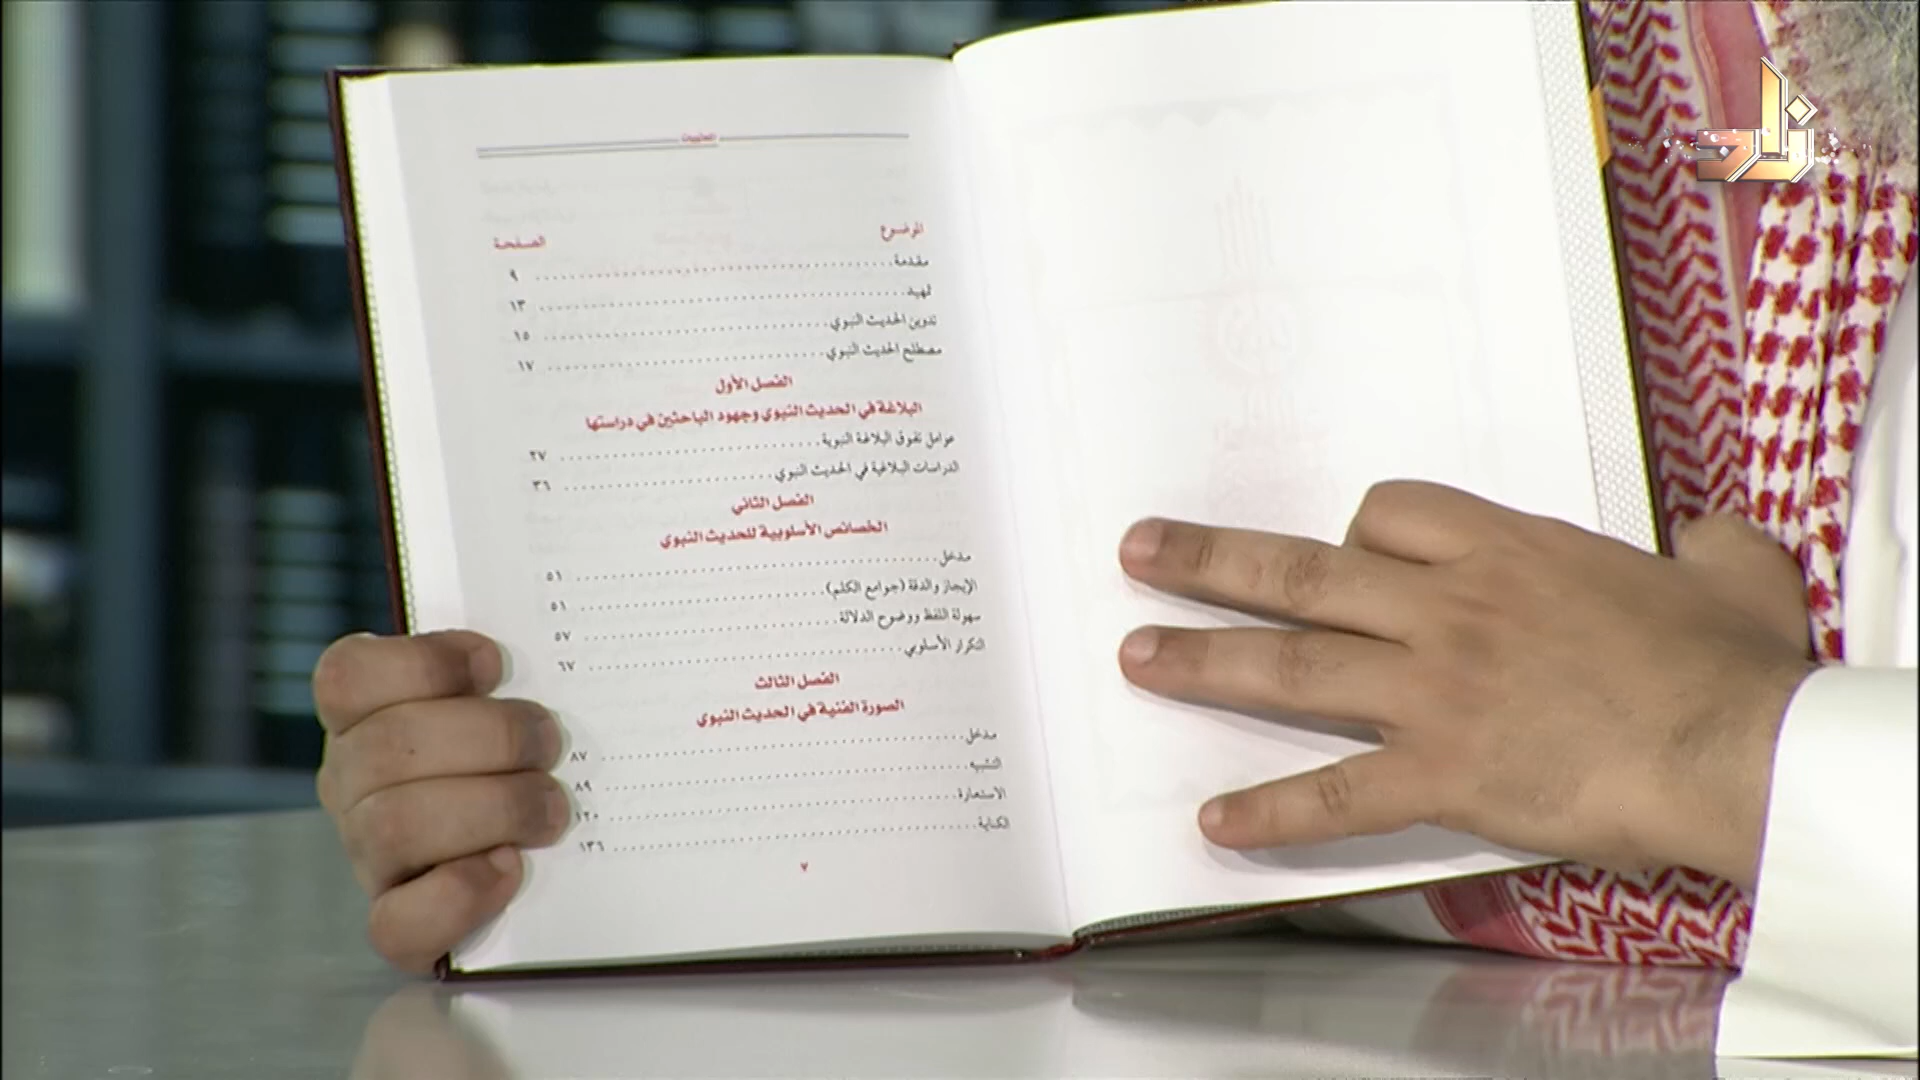 المحتويات
الموضوع الصفحة
مقدمة ٩
تمهيد ١٣
تدوين الحديث النبوي ١٥
مصطلح الحديث النبوي ١٧
الفصل الأول
البلاغة في الحديث النبوي وجهود الباحثين في دراستها
عوامل تفوق البلاغة النبوية ٢٧
الدراسات البلاغية في الحديث النبوي ٣٦
الفصل الثاني
الخصائص الأسلوبية للحديث النبوي
مدخل ٥١
الإيجاز والدقة (جوامع الكلم) ٥١
سهولة اللفظ ووضوح الدلالة ٥٧
التكرار الأسلوبي ٦٧
الفصل الثالث
الصورة الفنية في الحديث النبوي
مدخل ٨٧
التشبيه ٨٩
الاستعارة ١٢٠
الكناية ١٣٦
٧
زاد